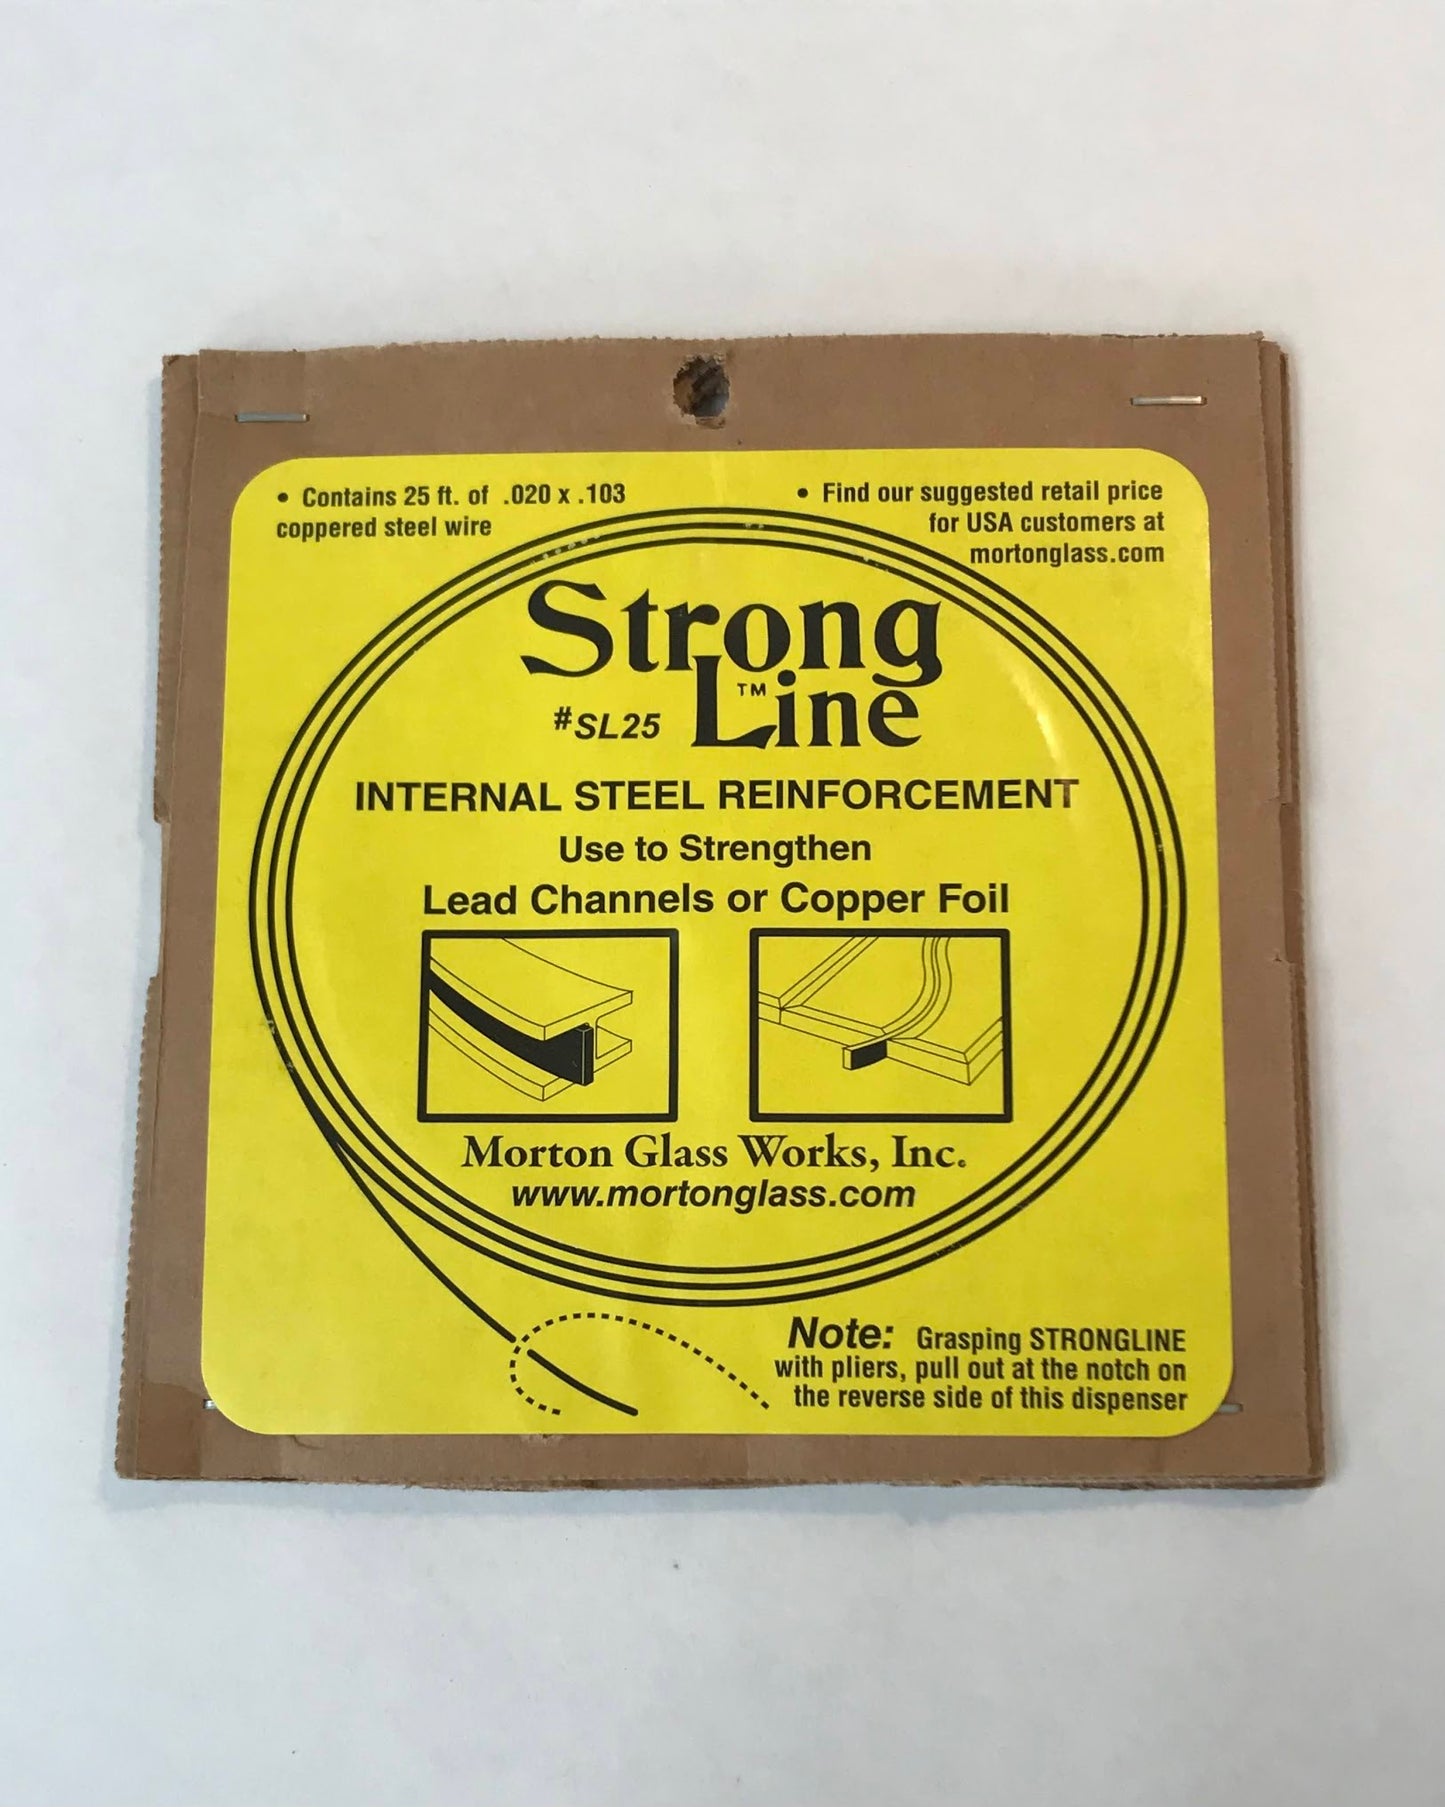 • Contains 25 ft. of .020 x .103
coppered steel wire
• Find our suggested retail price
for USA customers at
mortonglass.com
Strong
#SL25 Line™
INTERNAL STEEL REINFORCEMENT
Use to Strengthen
Lead Channels or Copper Foil
Morton Glass Works, Inc.
www.mortonglass.com
Note: Grasping STRONGLINE
with pliers, pull out at the notch on
the reverse side of this dispenser